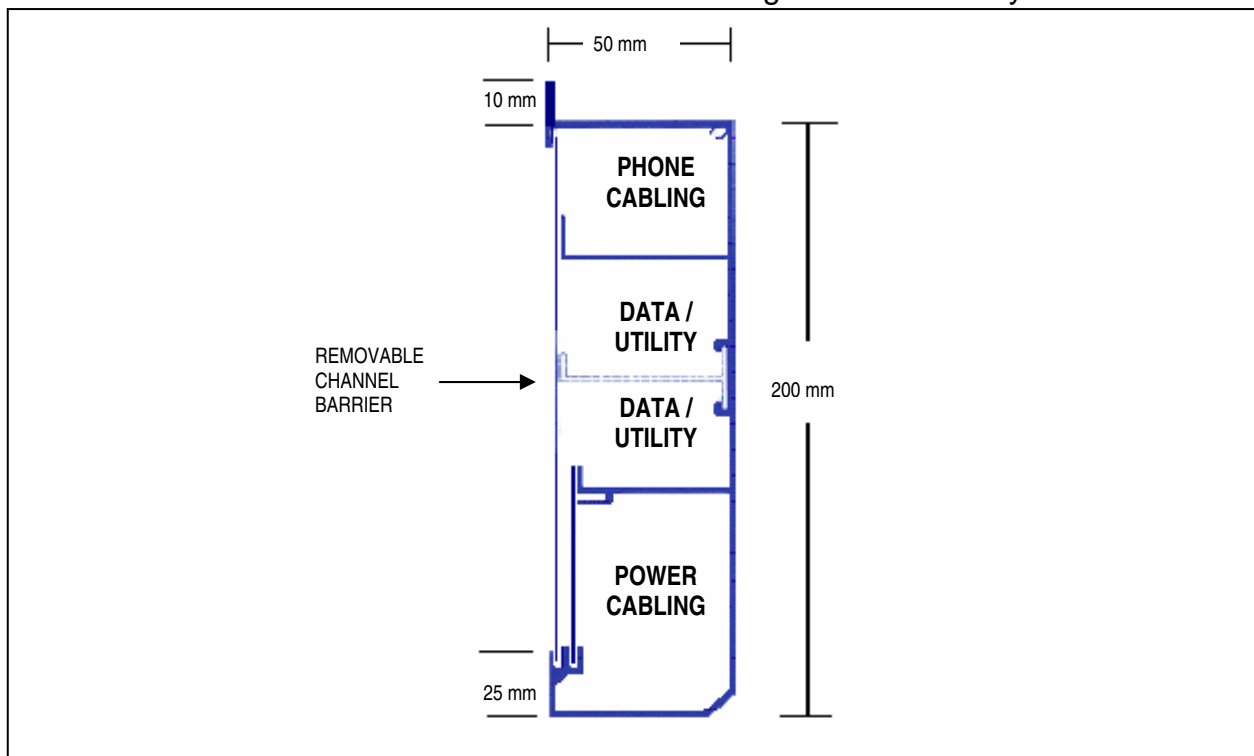 50 mm
10 mm
PHONE
CABLING
DATA /
UTILITY
REMOVABLE
CHANNEL
BARRIER
200 mm
DATA /
UTILITY
POWER
CABLING
25 mm